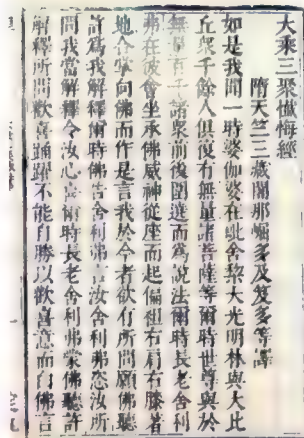 大乘三聚懺悔經
隋天竺三藏闍那崛多及笈多等譯
如是我聞一時婆伽婆在毗舍黎大光明林與大比
丘衆千餘人俱復有無量諸菩薩等爾時世尊與於
無量百千諸衆前後圍遶而爲說法爾時長老舍利
弗在彼會坐承佛威神從座而起偏袒右肩右膝著
地合掌向佛而作是言我於今者欲有所問願佛聽
許爲我解釋爾時佛告舍利弗言汝舍利弗恣汝所
問我當解釋令汝心喜爾時長老舍利弗蒙佛聽許
解釋所問歡喜踊躍不能自勝以歡喜意而白佛言